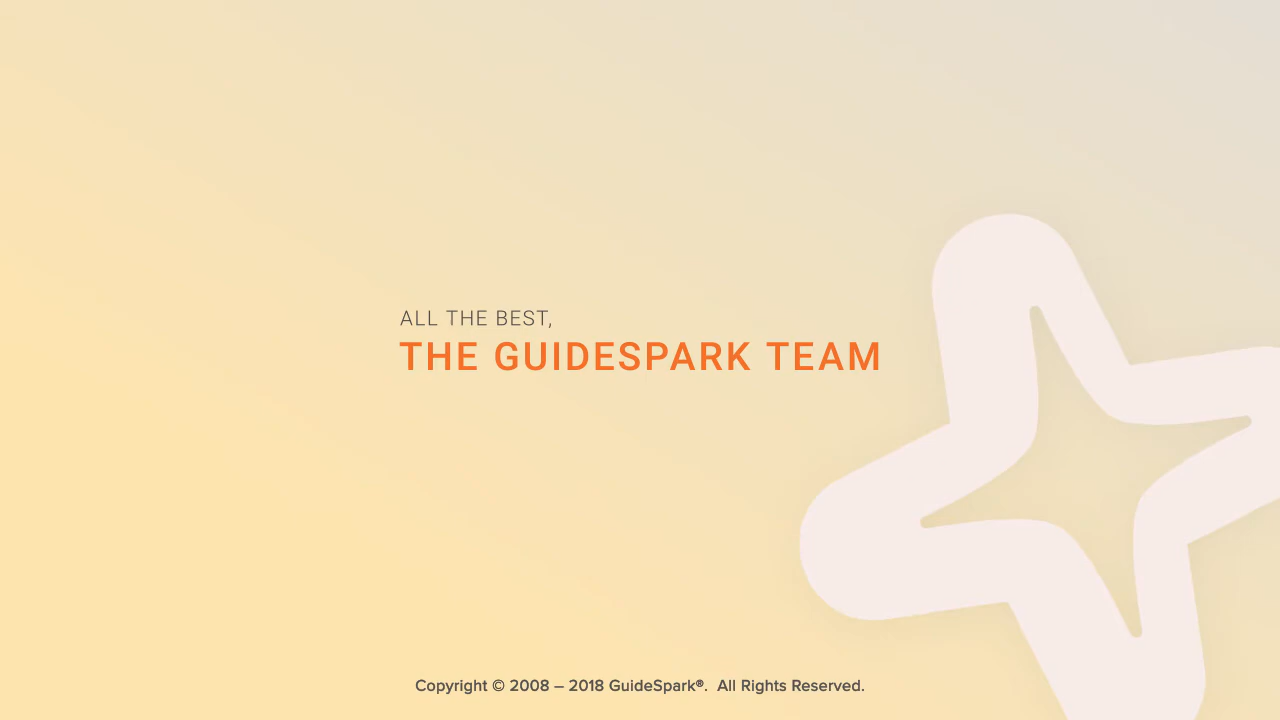 ALL THE BEST,
THE GUIDESPARK TEAM
Copyright © 2008 – 2018 GuideSpark®. All Rights Reserved.